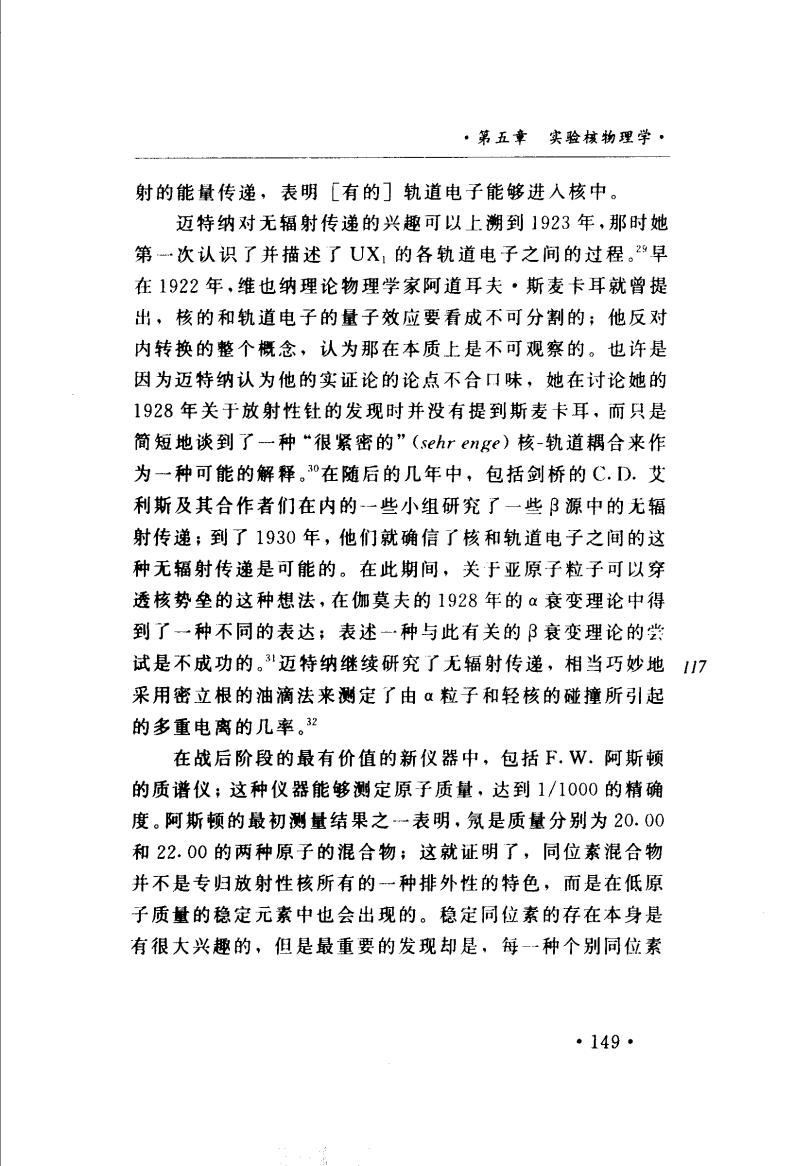 ·第五章 实验核物理学·
射的能量传递，表明［有的］轨道电子能够进入核中。
迈特纳对无辐射传递的兴趣可以上溯到1923年，那时她
第一次认识了并描述了UX₁的各轨道电子之间的过程。²⁹早
在1922年，维也纳理论物理学家阿道耳夫·斯麦卡耳就曾提
出，核的和轨道电子的量子效应要看成不可分割的；他反对
内转换的整个概念，认为那在本质上是不可观察的。也许是
因为迈特纳认为他的实证论的论点不合口味，她在讨论她的
1928年关于放射性钍的发现时并没有提到斯麦卡耳，而只是
简短地谈到了一种“很紧密的”(sehr enge)核-轨道耦合来作
为一种可能的解释。³⁰在随后的几年中，包括剑桥的C.D.艾
利斯及其合作者们在内的一些小组研究了一些β源中的无辐
射传递；到了1930年，他们就确信了核和轨道电子之间的这
种无辐射传递是可能的。在此期间，关于亚原子粒子可以穿
透核势垒的这种想法，在伽莫夫的1928年的α衰变理论中得
到了一种不同的表达；表述一种与此有关的β衰变理论的尝
试是不成功的。³¹迈特纳继续研究了无辐射传递，相当巧妙地 117
采用密立根的油滴法来测定了由α粒子和轻核的碰撞所引起
的多重电离的几率。³²
在战后阶段的最有价值的新仪器中，包括F.W.阿斯顿
的质谱仪；这种仪器能够测定原子质量，达到1/1000的精确
度。阿斯顿的最初测量结果之一表明，氖是质量分别为20.00
和22.00的两种原子的混合物；这就证明了，同位素混合物
并不是专归放射性核所有的一种排外性的特色，而是在低原
子质量的稳定元素中也会出现的。稳定同位素的存在本身是
有很大兴趣的，但是最重要的发现却是，每一种个别同位素
·149·